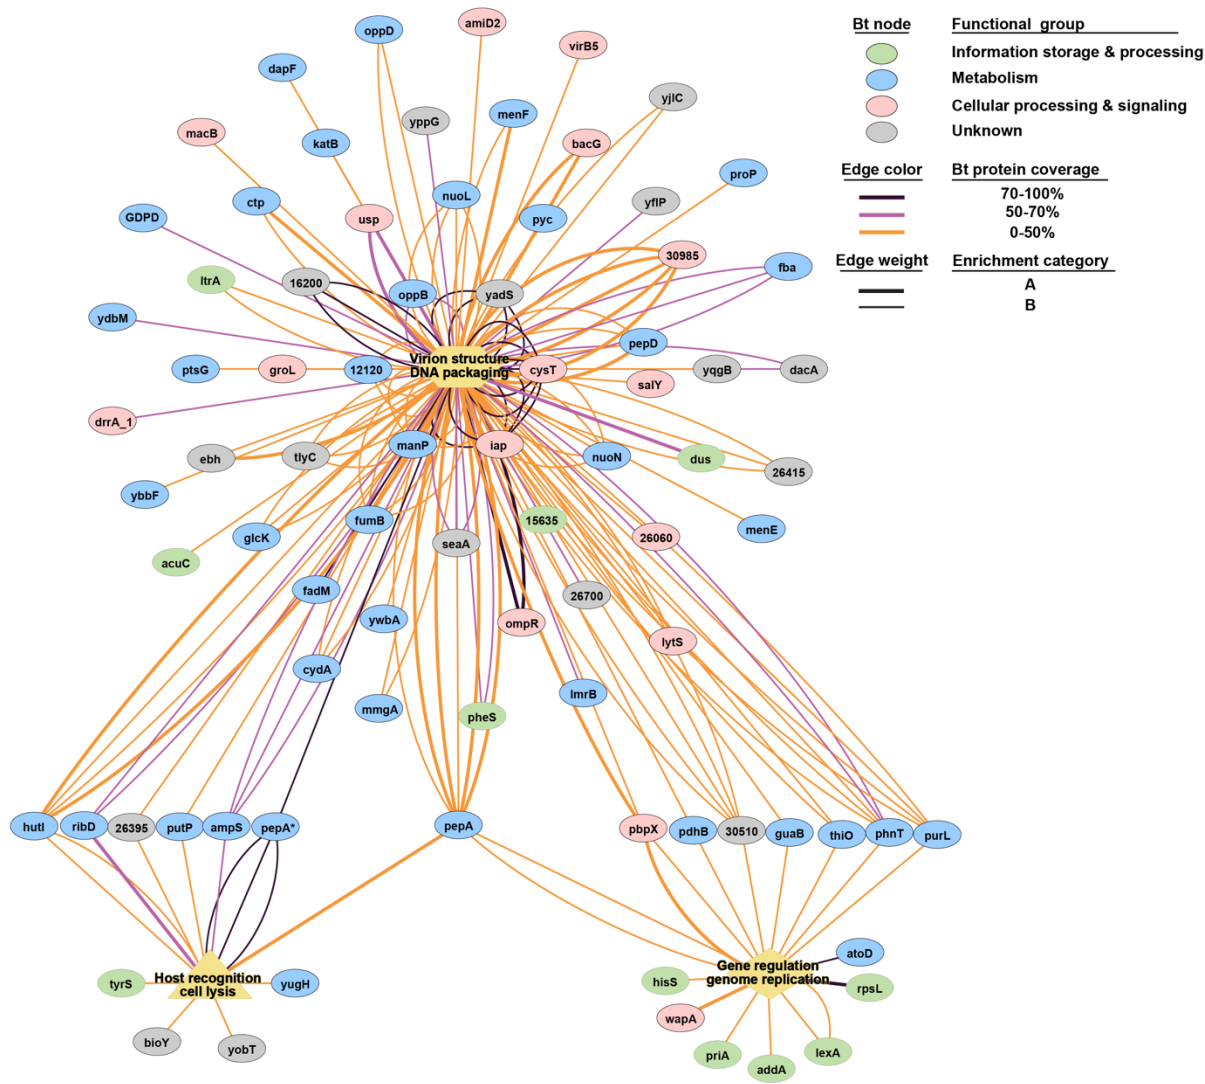 oppD
amiD2
virB5
dapF
yjlC
yppG
menF
macB
katB
bacG
proP
nuoL
ctp
yflP
GDPD
usp
pyc
30985
fba
ltrA
16200
oppB
yadS
ydbM
pepD
Virion structure
DNA packaging
ptsG
groL
12120
cysT
salY
yqgB
dacA
drrA_1
manP
iap
ebh
tlyC
nuoN
dus
26415
ybbF
fumB
15635
menE
glcK
seaA
26060
acuC
fadM
26700
ywbA
ompR
lytS
cydA
lmrB
mmgA
pheS
hutI
ribD
26395
putP
ampS
pepA*
pepA
pbpX
pdhB
30510
guaB
thiO
phnT
purL
atoD
Host recognition
cell lysis
Gene regulation
genome replication
tyrS
yugH
hisS
rpsL
wapA
bioY
yobT
priA
addA
lexA
Bt node Functional group
Information storage & processing
Metabolism
Cellular processing & signaling
Unknown
Edge color Bt protein coverage
70-100%
50-70%
0-50%
Edge weight Enrichment category
A
B